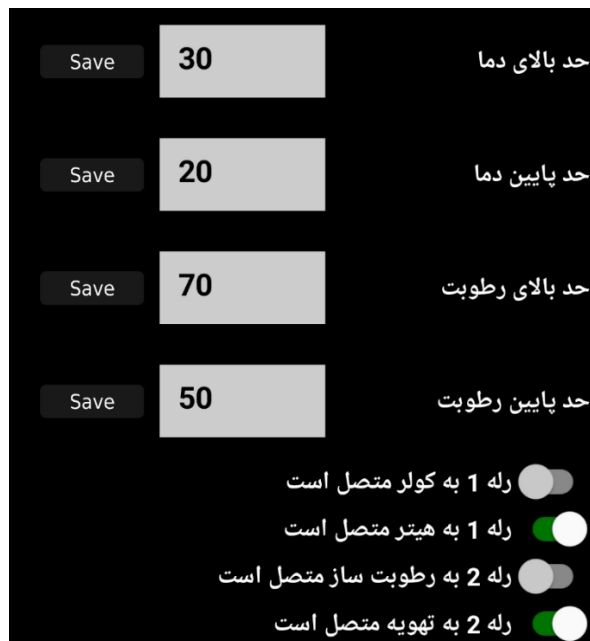 حد بالای دما 30 Save
حد پایین دما 20 Save
حد بالای رطوبت 70 Save
حد پایین رطوبت 50 Save
رله 1 به کولر متصل است
رله 1 به هیتر متصل است
رله 2 به رطوبت ساز متصل است
رله 2 به تهویه متصل است